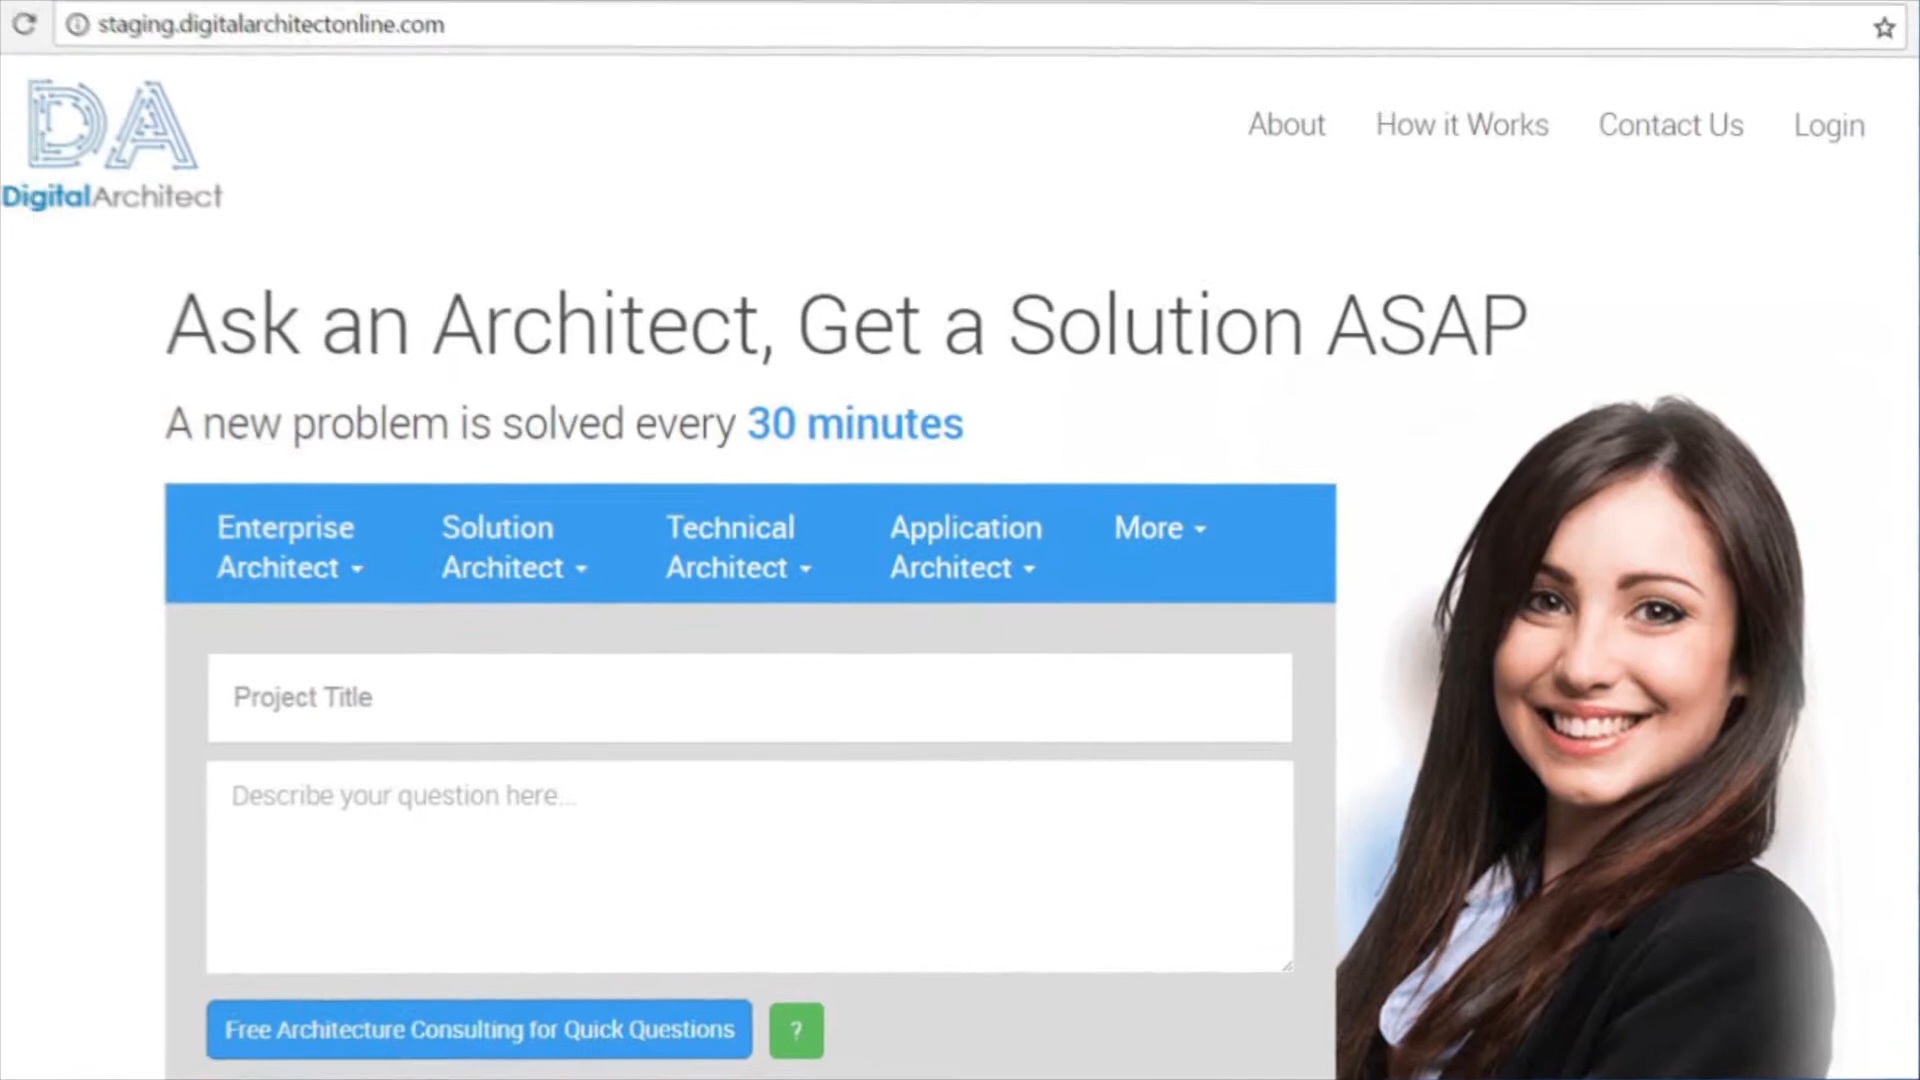 staging.digitalarchitectonline.com
DA
DigitalArchitect
About How it Works Contact Us Login
Ask an Architect, Get a Solution ASAP
A new problem is solved every 30 minutes
Enterprise Architect
Solution Architect
Technical Architect
Application Architect
More
Project Title
Describe your question here...
Free Architecture Consulting for Quick Questions ?